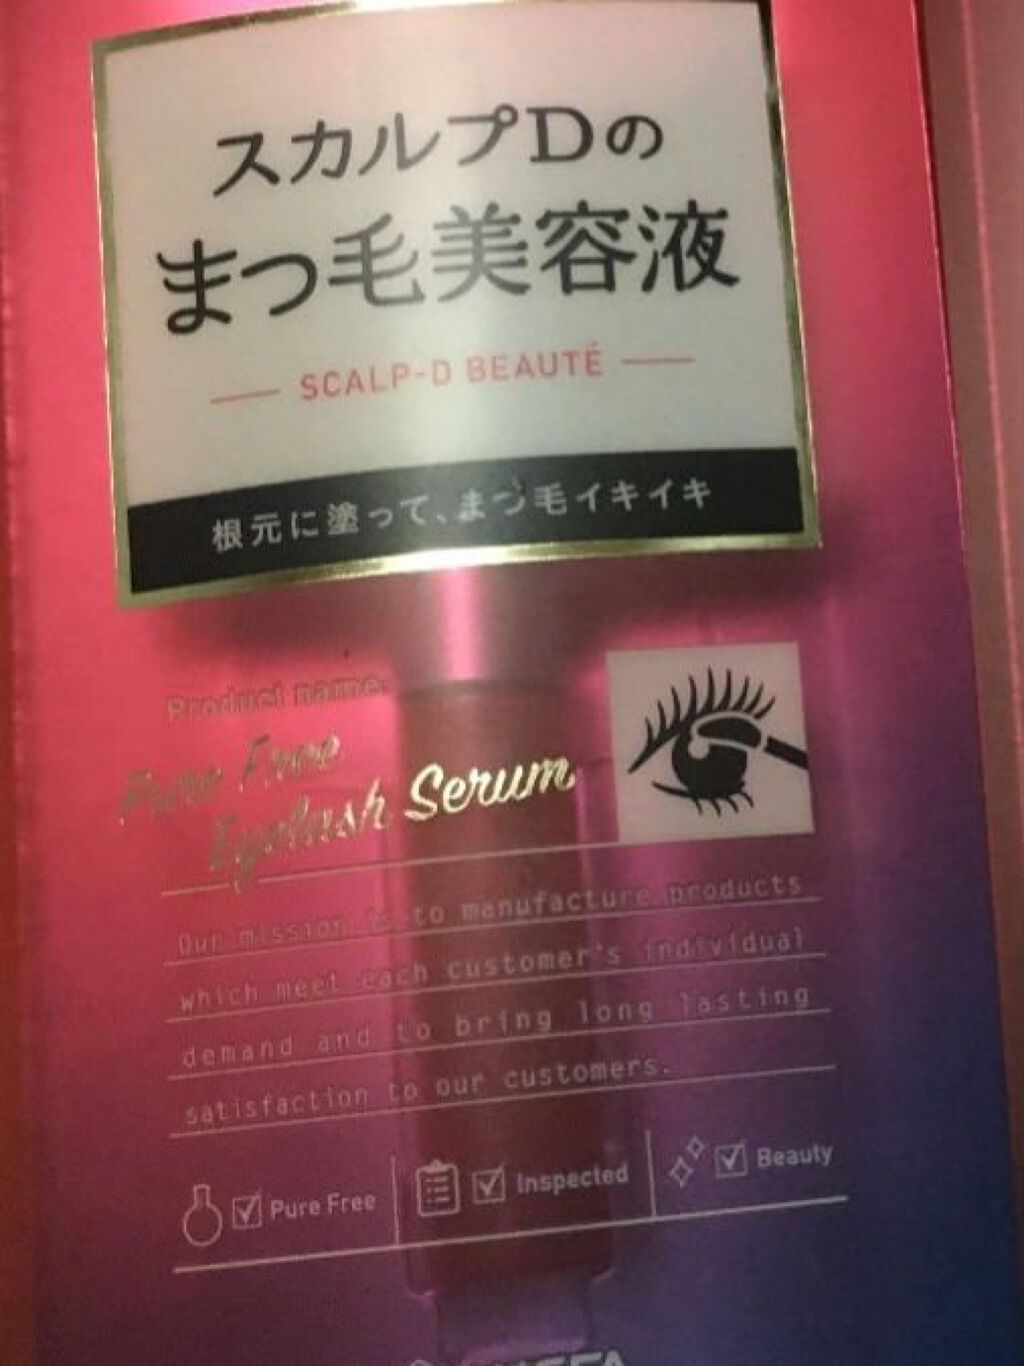 スカルプDの
まつ毛美容液
SCALP-D BEAUTÉ
根元に塗って、まつ毛イキイキ
Product name:
Pure Free
Eyelash Serum
Our mission is to manufacture products
which meet each customer's individual
demand and to bring long lasting
satisfaction to our customers.
Pure Free
Inspected
Beauty